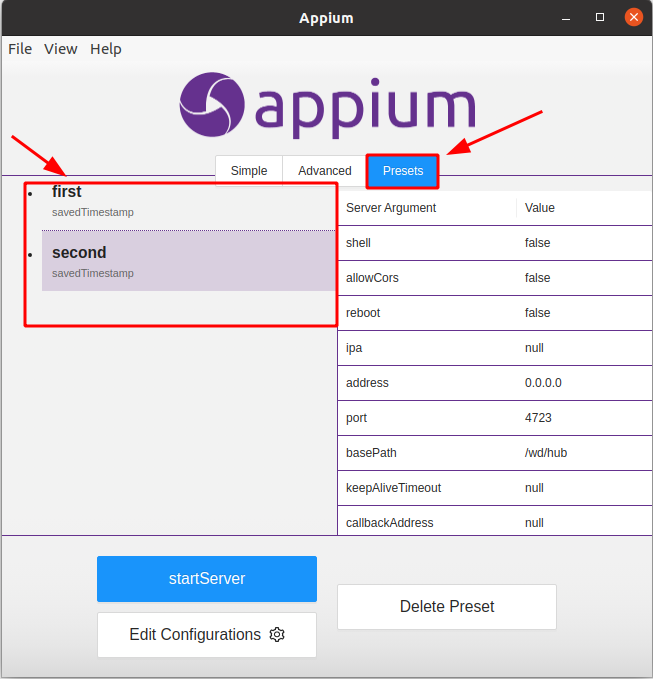 Appium
File View Help
appium
Simple Advanced Presets
first
savedTimestamp
second
savedTimestamp
Server Argument Value
shell false
allowCors false
reboot false
ipa null
address 0.0.0.0
port 4723
basePath /wd/hub
keepAliveTimeout null
callbackAddress null
startServer
Edit Configurations
Delete Preset